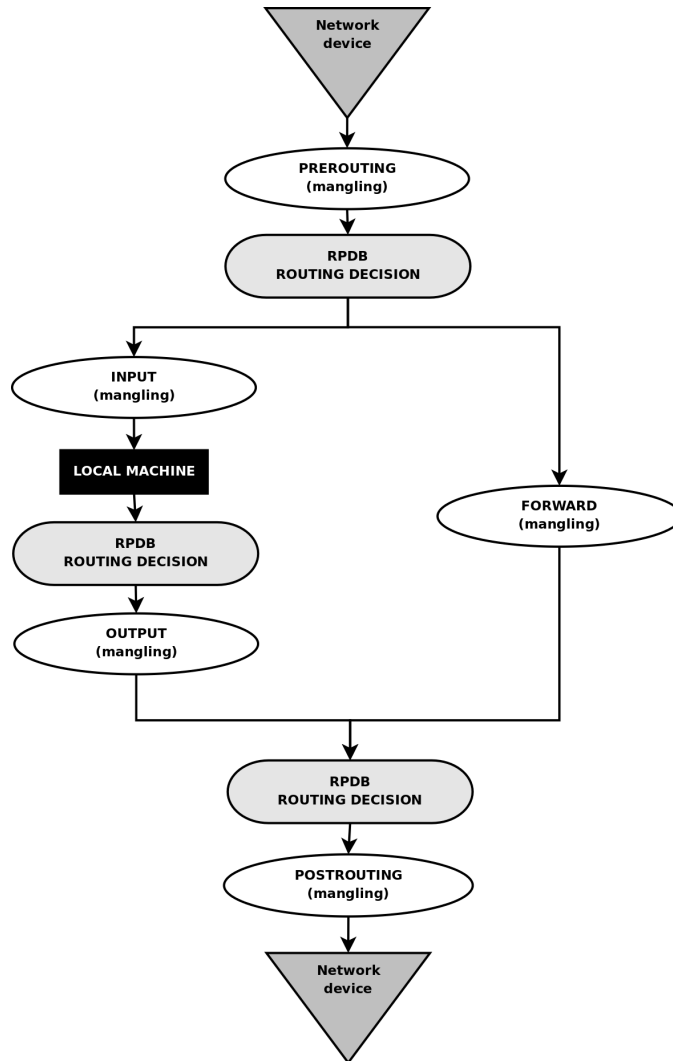 Network
device
PREROUTING
(mangling)
RPDB
ROUTING DECISION
INPUT
(mangling)
LOCAL MACHINE
RPDB
ROUTING DECISION
OUTPUT
(mangling)
FORWARD
(mangling)
RPDB
ROUTING DECISION
POSTROUTING
(mangling)
Network
device